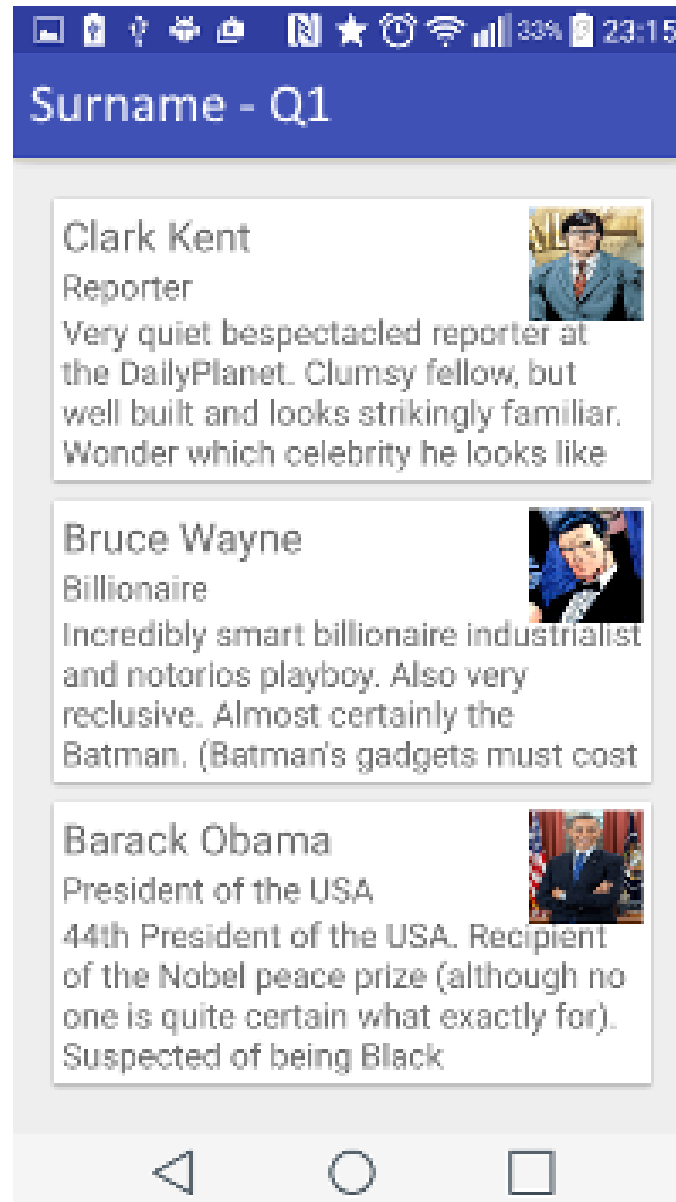 33% 23:15
Surname - Q1
Clark Kent
Reporter
Very quiet bespectacled reporter at
the DailyPlanet. Clumsy fellow, but
well built and looks strikingly familiar.
Wonder which celebrity he looks like
Bruce Wayne
Billionaire
Incredibly smart billionaire industrialist
and notorios playboy. Also very
reclusive. Almost certainly the
Batman. (Batman's gadgets must cost
Barack Obama
President of the USA
44th President of the USA. Recipient
of the Nobel peace prize (although no
one is quite certain what exactly for).
Suspected of being Black